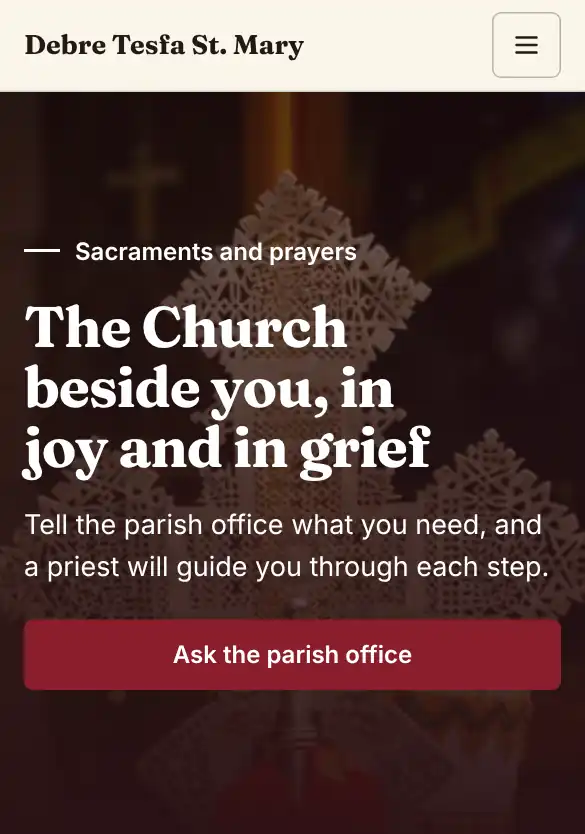 Debre Tesfa St. Mary
Sacraments and prayers
The Church
beside you, in
joy and in grief
Tell the parish office what you need, and
a priest will guide you through each step.
Ask the parish office